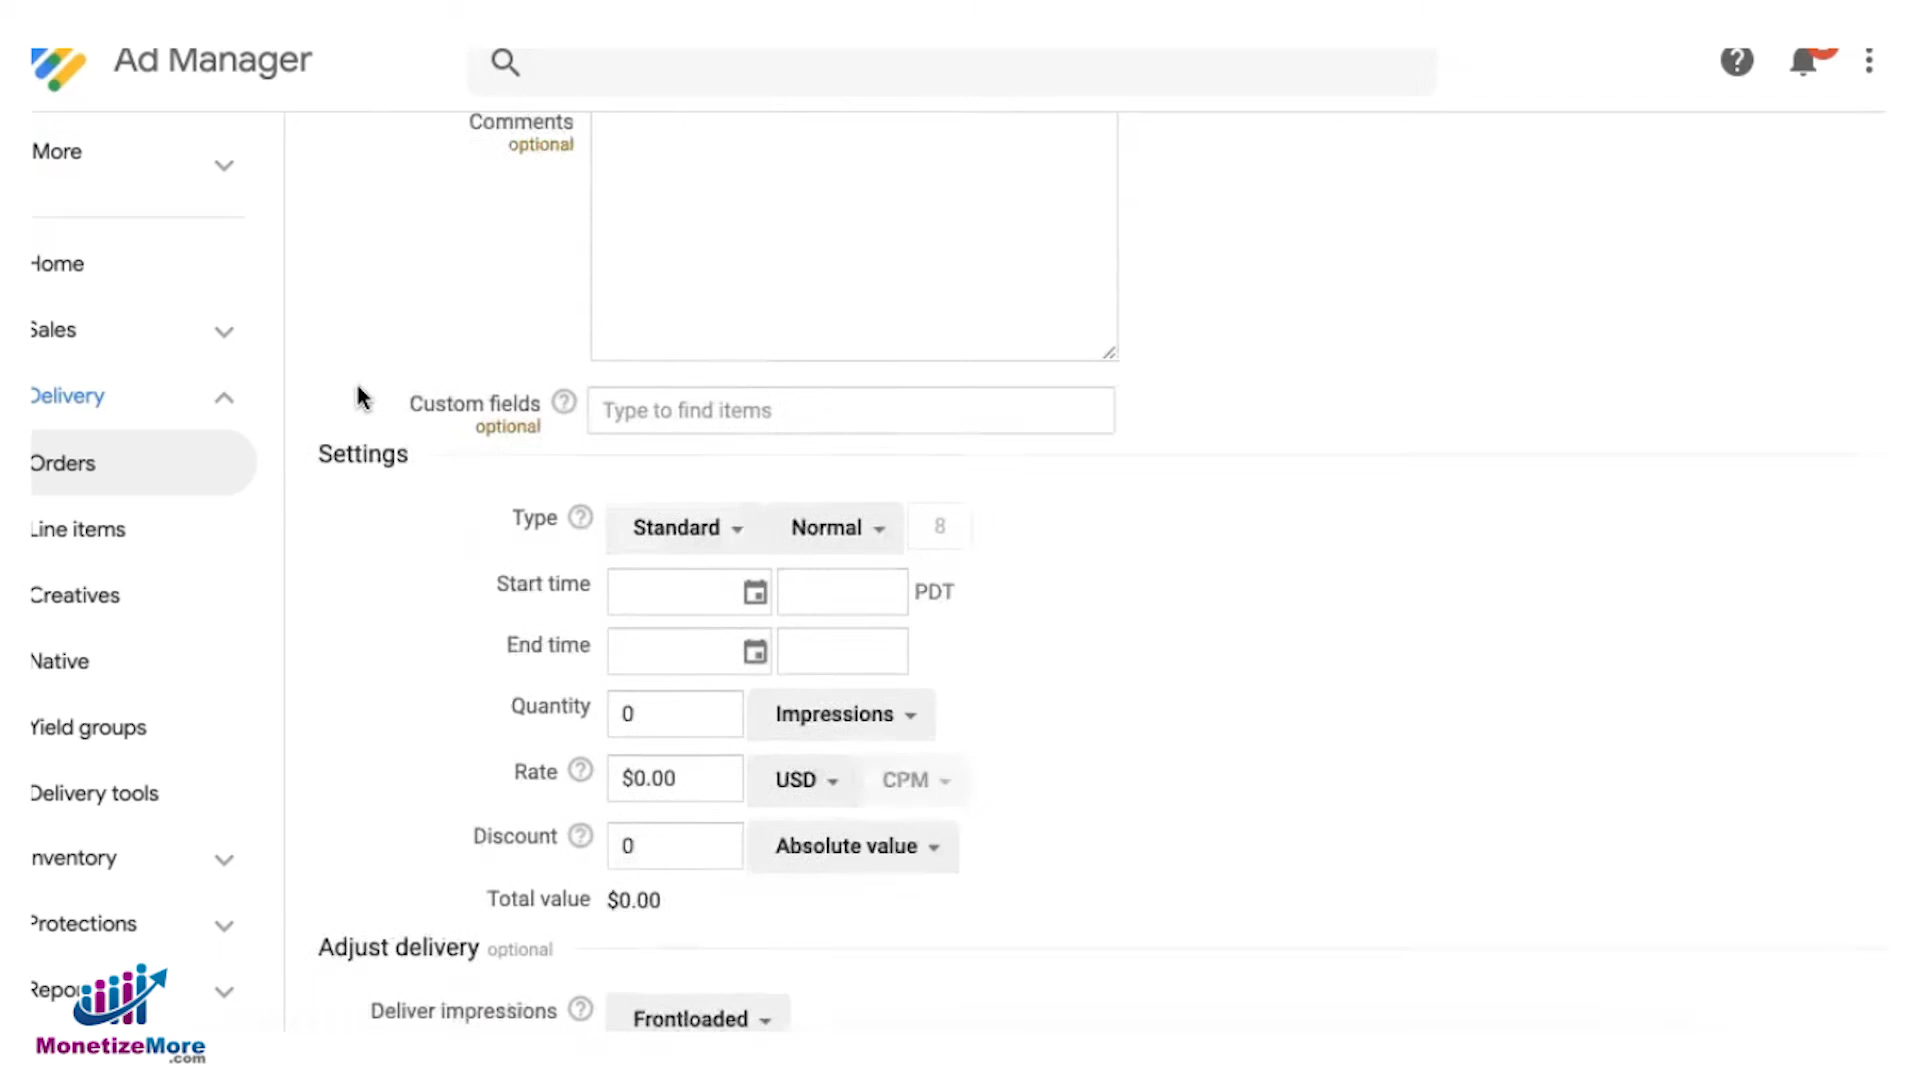 Ad Manager
More
Home
Sales
Delivery
Orders
Line items
Creatives
Native
Yield groups
Delivery tools
Inventory
Protections
Repo
MonetizeMore
.com
Comments
optional
Custom fields
optional
Type to find items
Settings
Type Standard Normal 8
Start time PDT
End time
Quantity 0 Impressions
Rate $0.00 USD CPM
Discount 0 Absolute value
Total value $0.00
Adjust delivery optional
Deliver impressions Frontloaded